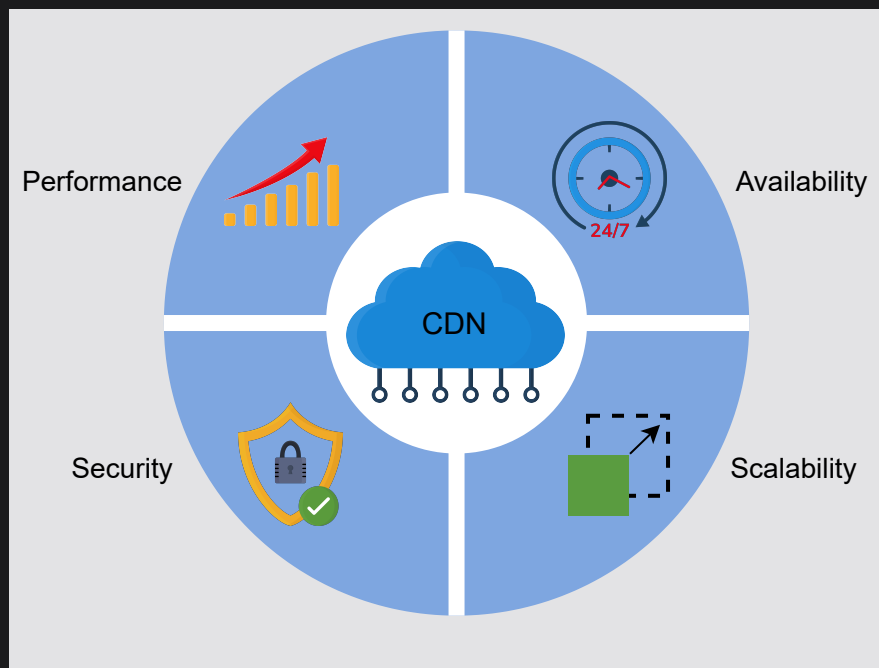 Performance
Availability
24/7
CDN
Security
Scalability